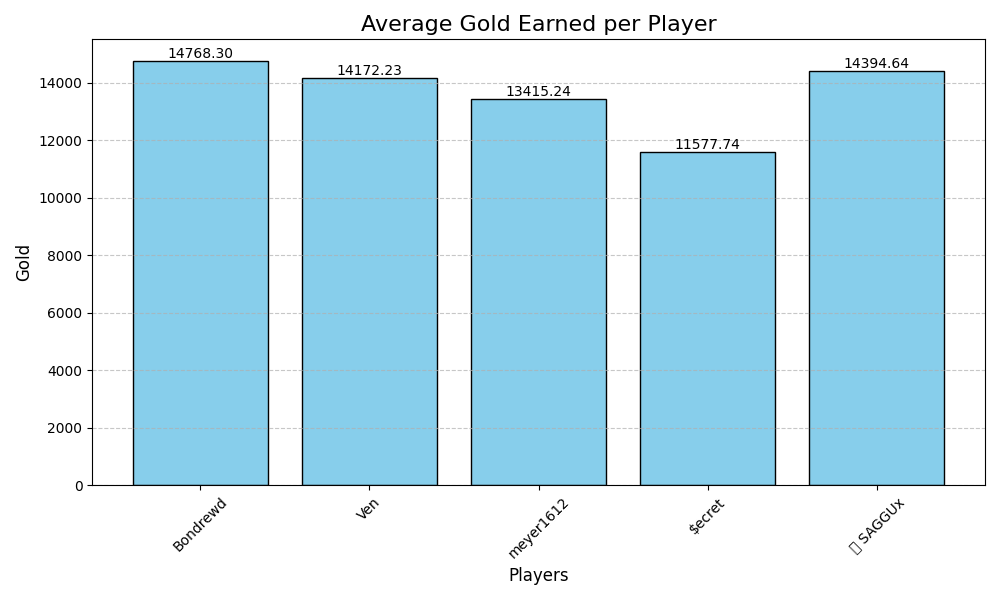 Average Gold Earned per Player
14768.30
14172.23
13415.24
11577.74
14394.64
14000
12000
10000
8000
6000
4000
2000
0
Gold
Bondrewd
Ven
meyer1612
$ecret
SAGGUx
Players